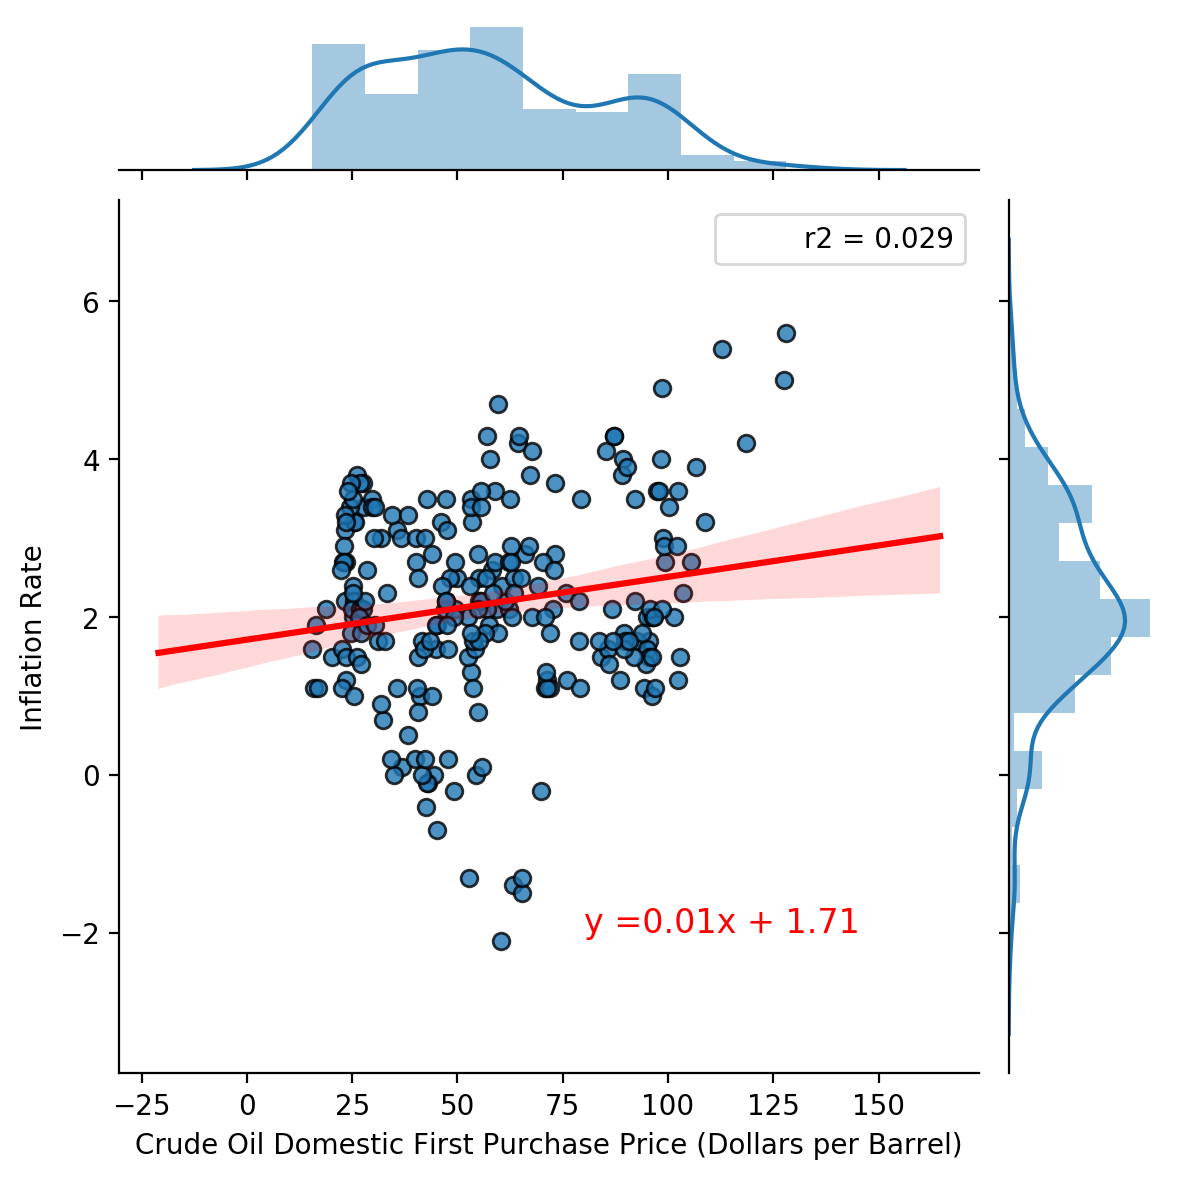 r2 = 0.029
6
4
2
0
−2
Inflation Rate
y =0.01x + 1.71
−25 0 25 50 75 100 125 150
Crude Oil Domestic First Purchase Price (Dollars per Barrel)